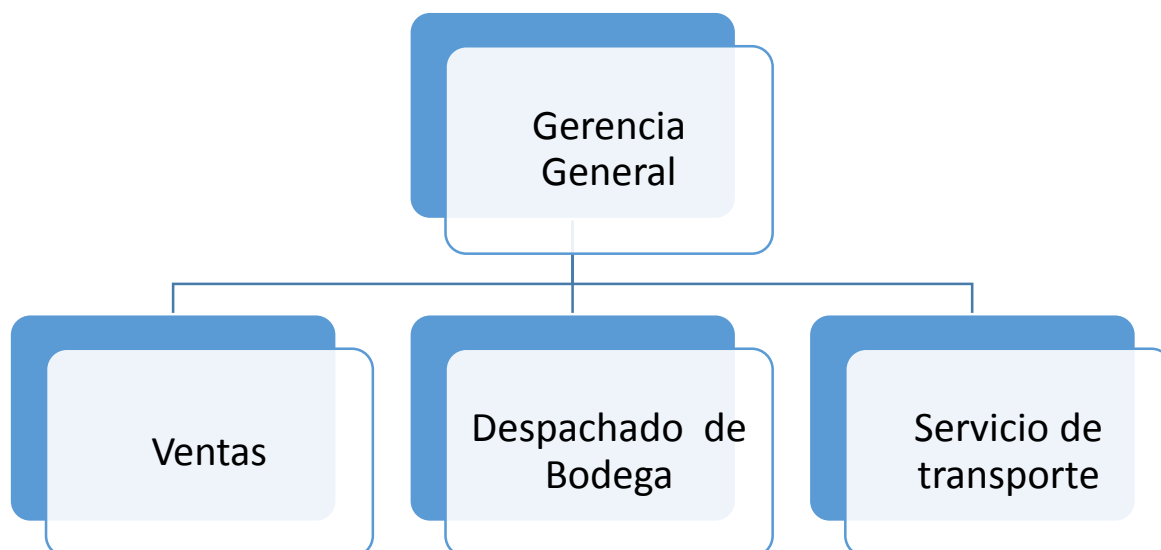 Gerencia
General
Ventas
Despachado de
Bodega
Servicio de
transporte